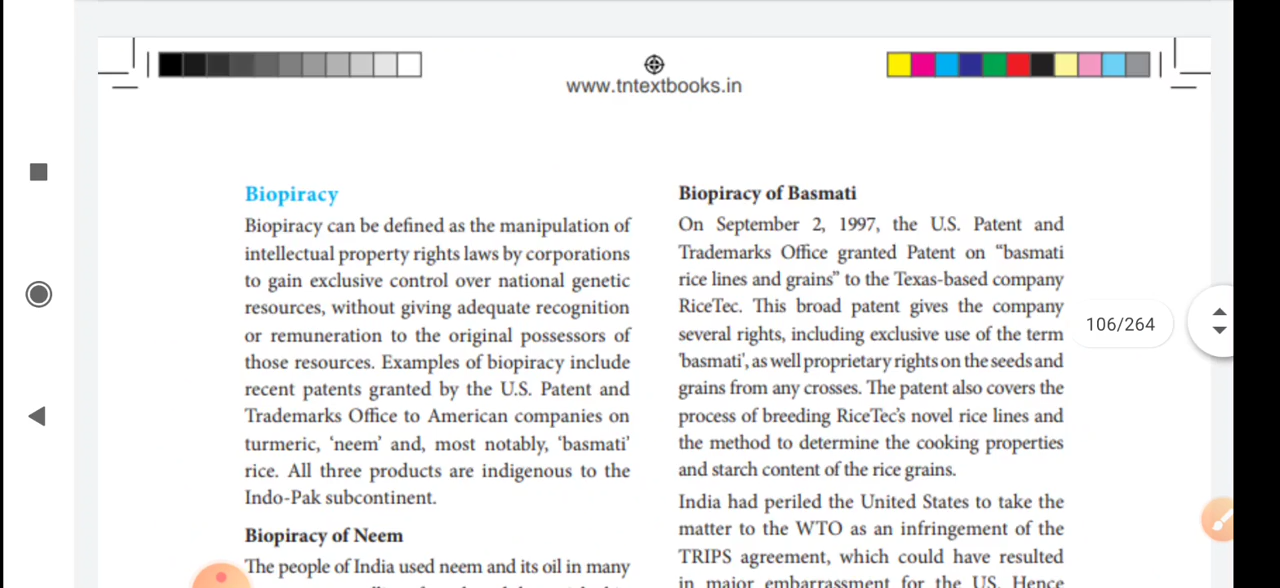 www.tntextbooks.in
Biopiracy
Biopiracy can be defined as the manipulation of
intellectual property rights laws by corporations
to gain exclusive control over national genetic
resources, without giving adequate recognition
or remuneration to the original possessors of
those resources. Examples of biopiracy include
recent patents granted by the U.S. Patent and
Trademarks Office to American companies on
turmeric, ‘neem’ and, most notably, ‘basmati’
rice. All three products are indigenous to the
Indo-Pak subcontinent.
Biopiracy of Neem
The people of India used neem and its oil in many
Biopiracy of Basmati
On September 2, 1997, the U.S. Patent and
Trademarks Office granted Patent on “basmati
rice lines and grains” to the Texas-based company
RiceTec. This broad patent gives the company
several rights, including exclusive use of the term
'basmati', as well proprietary rights on the seeds and
grains from any crosses. The patent also covers the
process of breeding RiceTec's novel rice lines and
the method to determine the cooking properties
and starch content of the rice grains.
India had periled the United States to take the
matter to the WTO as an infringement of the
TRIPS agreement, which could have resulted
in major embarrassment for the US. Hence
106/264